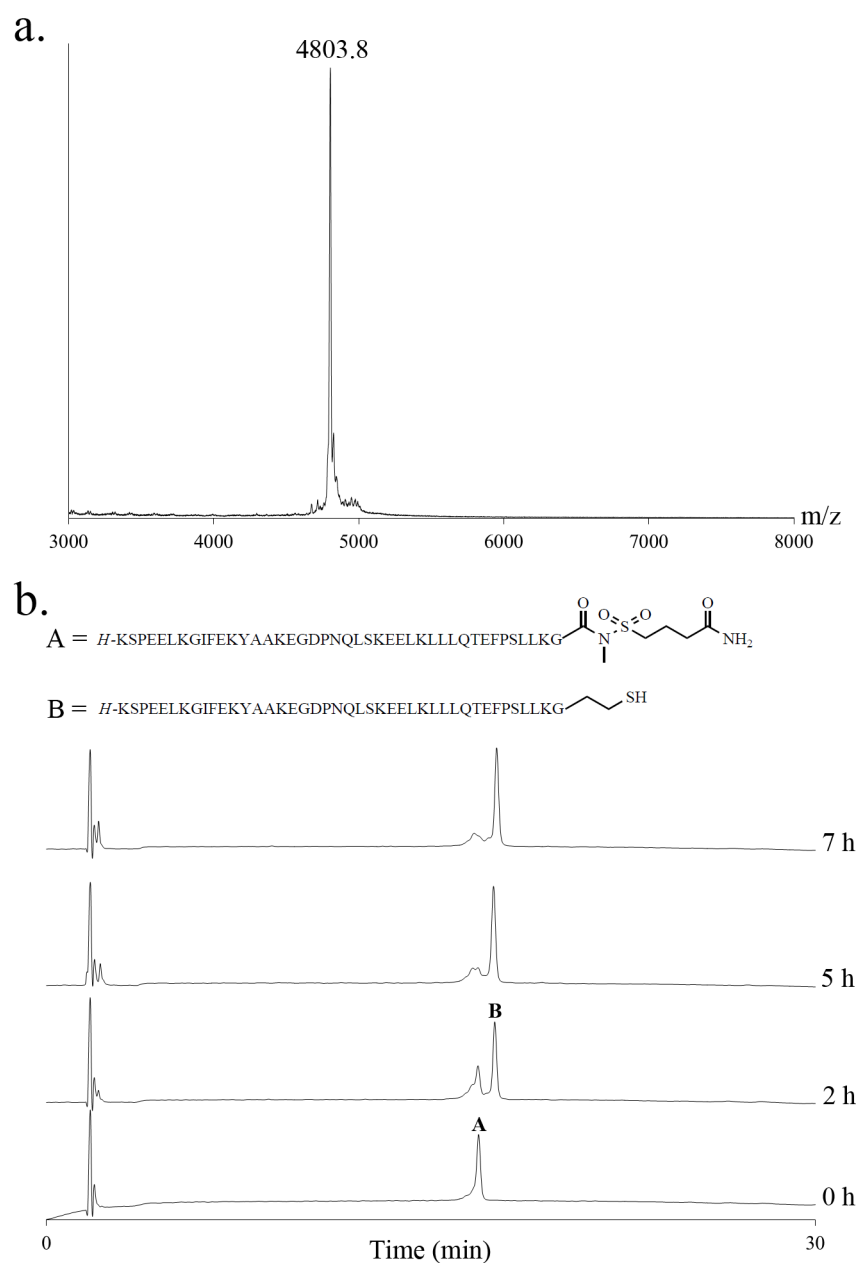 a.
4803.8
m/z
3000 4000 5000 6000 7000 8000
b.
A = H-KSPEELKGIFEKYAAKEGDPNQLSKEELKLLLQTEFPSLLKG O N O S O O NH2
B = H-KSPEELKGIFEKYAAKEGDPNQLSKEELKLLLQTEFPSLLKG SH
7 h
5 h
B
2 h
A
0 h
0 30
Time (min)